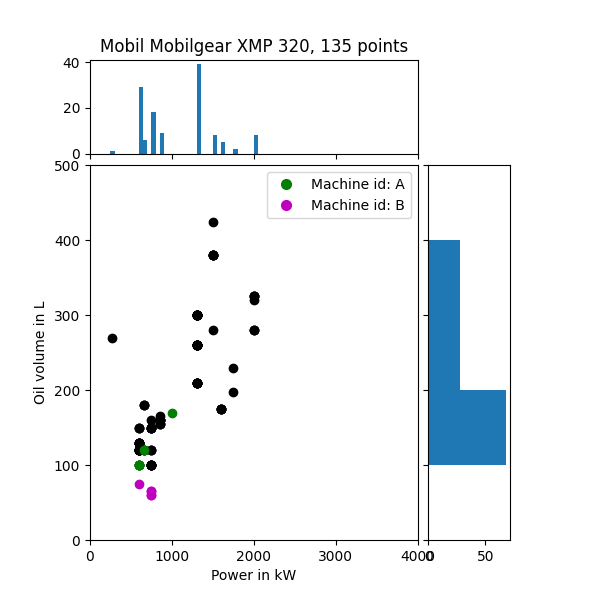 Mobil Mobilgear XMP 320, 135 points
40
20
0
500
400
300
200
100
0
Oil volume in L
Machine id: A
Machine id: B
0 1000 2000 3000 4000
0 50
Power in kW